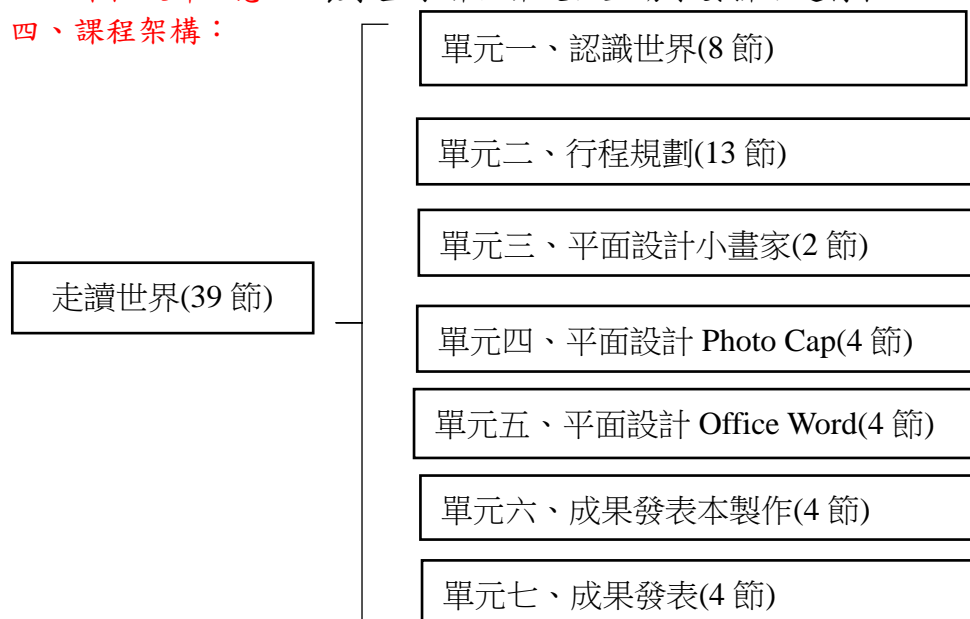 四、課程架構：
單元一、認識世界(8 節)
單元二、行程規劃(13 節)
單元三、平面設計小畫家(2 節)
走讀世界(39 節)
單元四、平面設計 Photo Cap(4 節)
單元五、平面設計 Office Word(4 節)
單元六、成果發表本製作(4 節)
單元七、成果發表(4 節)